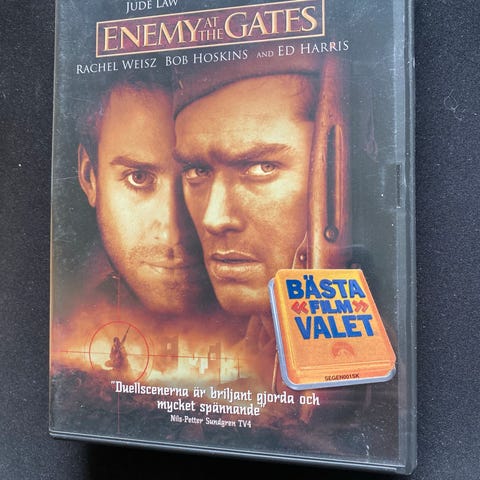 JUDE LAW
ENEMY AT THE GATES
RACHEL WEISZ BOB HOSKINS AND ED HARRIS
BÄSTA
«FILM»
VALET
SEGEN001SK
"Duellscenerna är briljant gjorda och
mycket spännande"
Nils-Petter Sundgren TV4